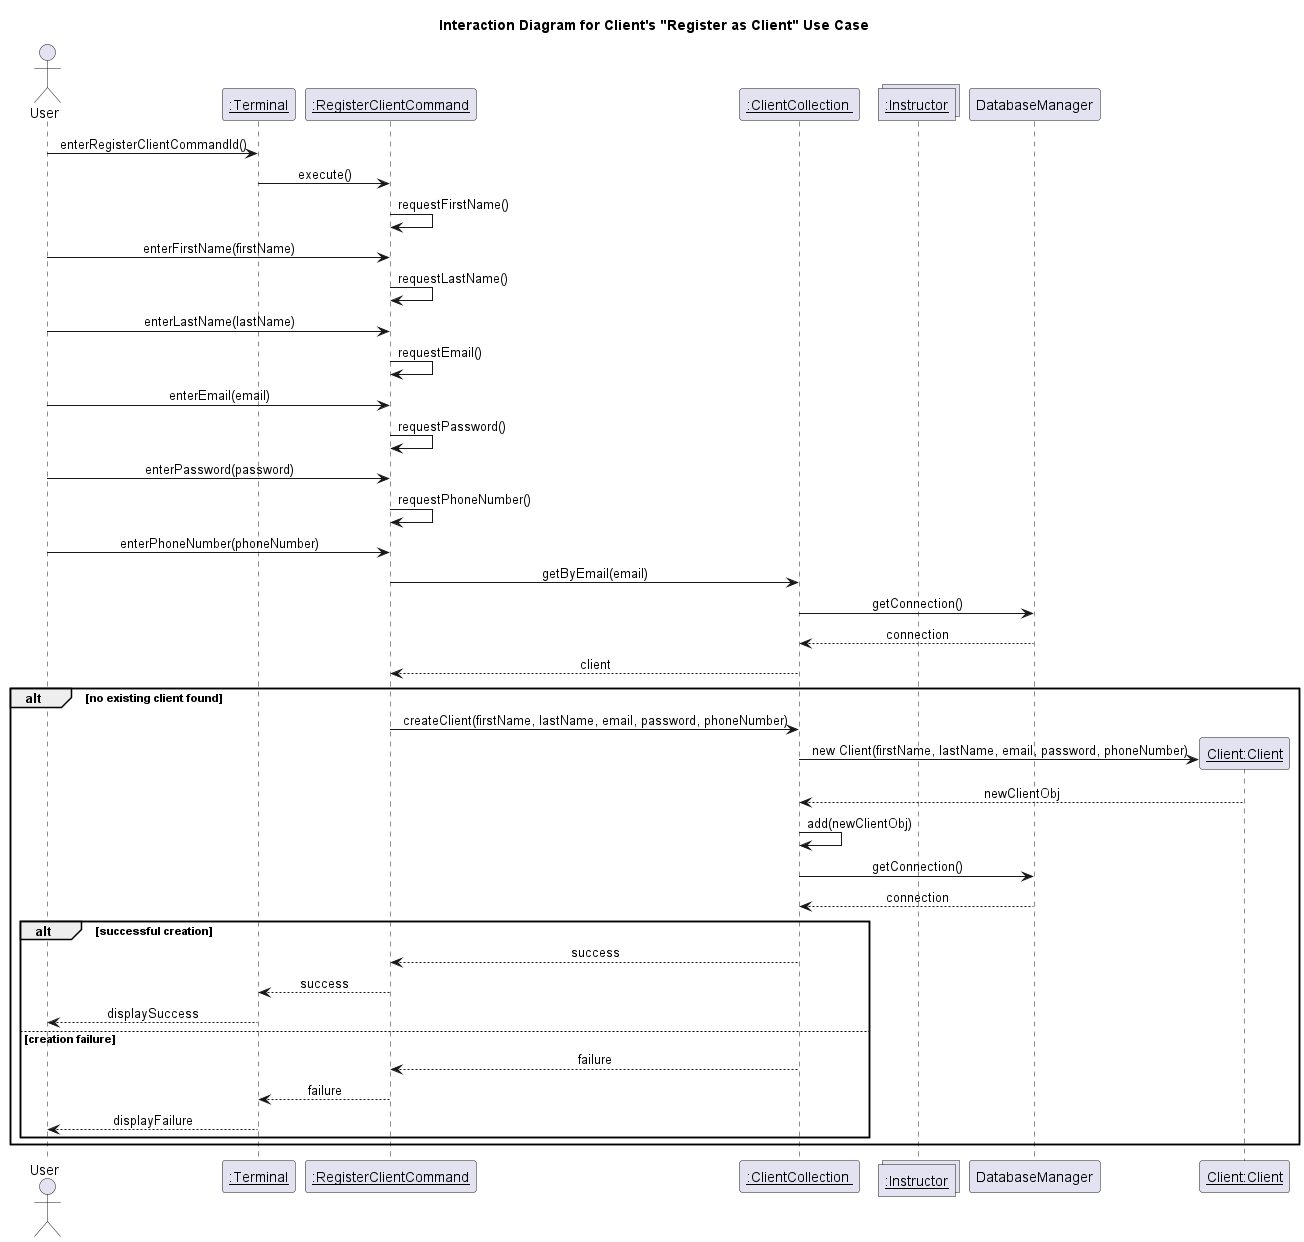 Interaction Diagram for Client's "Register as Client" Use Case
User
:Terminal
:RegisterClientCommand
:ClientCollection
:Instructor
DatabaseManager
enterRegisterClientCommandId()
execute()
requestFirstName()
enterFirstName(firstName)
requestLastName()
enterLastName(lastName)
requestEmail()
enterEmail(email)
requestPassword()
enterPassword(password)
requestPhoneNumber()
enterPhoneNumber(phoneNumber)
getByEmail(email)
getConnection()
connection
client
alt [no existing client found]
createClient(firstName, lastName, email, password, phoneNumber)
new Client(firstName, lastName, email, password, phoneNumber)
Client:Client
newClientObj
add(newClientObj)
getConnection()
connection
alt [successful creation]
success
success
displaySuccess
[creation failure]
failure
failure
displayFailure
User
:Terminal
:RegisterClientCommand
:ClientCollection
:Instructor
DatabaseManager
Client:Client